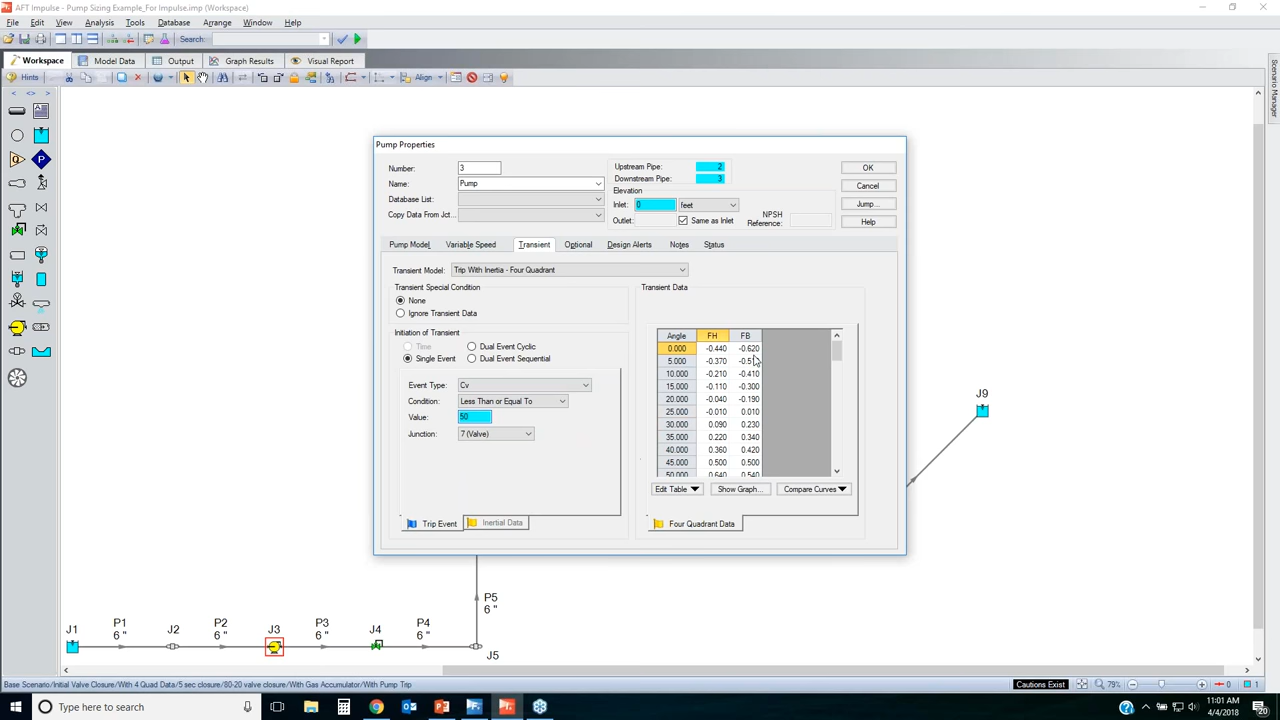 AFT Impulse - Pump Sizing Example_For Impulse.imp (Workspace)
File Edit View Analysis Tools Database Arrange Window Help
Search:
Workspace Model Data Output Graph Results Visual Report
Hints Align
Scenario Manager
Pump Properties
Number: 3
Name: Pump
Database List:
Copy Data From Jct...
Upstream Pipe: 2
Downstream Pipe: 3
Elevation
Inlet: 0 feet
Outlet: Same as Inlet
NPSH
Reference:
OK
Cancel
Jump...
Help
Pump Model Variable Speed Transient Optional Design Alerts Notes Status
Transient Model: Trip With Inertia - Four Quadrant
Transient Special Condition
None
Ignore Transient Data
Initiation of Transient
Time Dual Event Cyclic
Single Event Dual Event Sequential
Event Type: Cv
Condition: Less Than or Equal To
Value: 50
Junction: 7 (Valve)
Trip Event Inertial Data
Transient Data
Angle FH FB
0.000 -0.440 -0.620
5.000 -0.370
10.000 -0.210 -0.410
15.000 -0.110 -0.300
20.000 -0.040 -0.190
25.000 -0.010 0.010
30.000 0.090 0.230
35.000 0.220 0.340
40.000 0.360 0.420
45.000 0.500 0.500
50.000 0.640 0.540
Edit Table Show Graph... Compare Curves
Four Quadrant Data
J9
P5
6 "
J1 P1 6 " J2 P2 6 " J3 P3 6 " J4 P4 6 "
J5
Base Scenario/Initial Valve Closure/With 4 Quad Data/5 sec closure/80-20 valve closure/With Gas Accumulator/With Pump Trip
Cautions Exist 79% 0 1
Type here to search
11:01 AM
4/4/2018
20